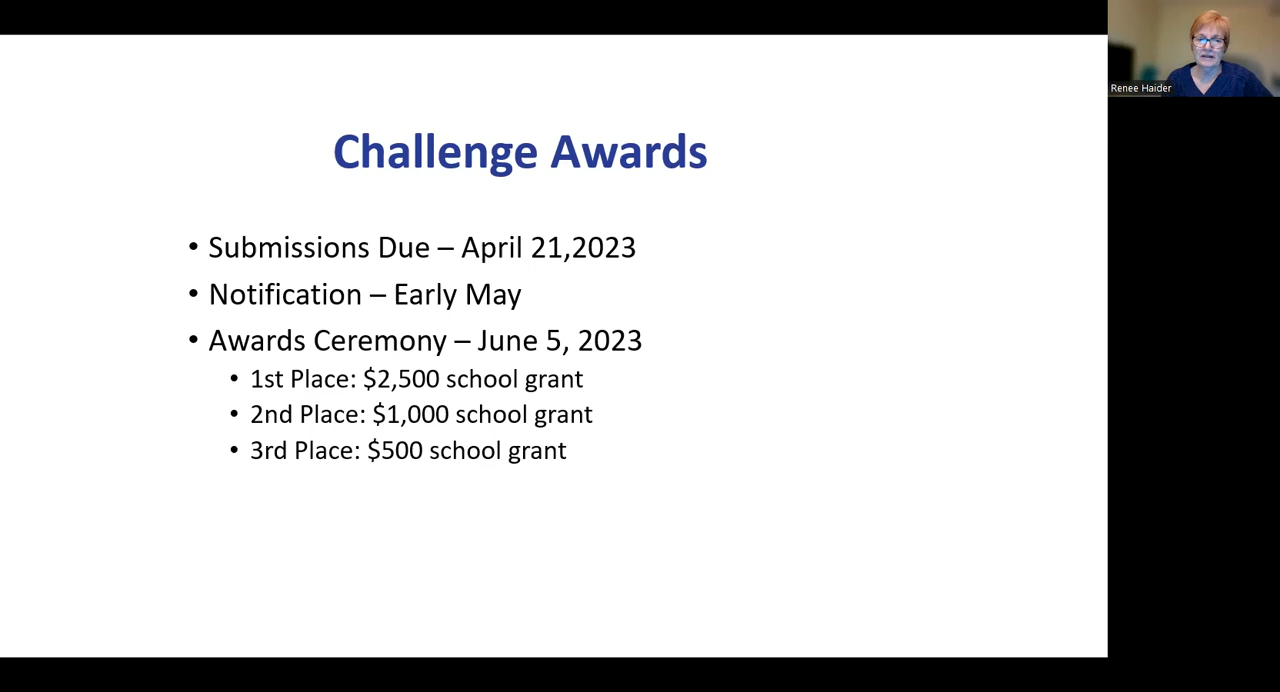 Challenge Awards
• Submissions Due – April 21,2023
• Notification – Early May
• Awards Ceremony – June 5, 2023
• 1st Place: $2,500 school grant
• 2nd Place: $1,000 school grant
• 3rd Place: $500 school grant
Renee Haider